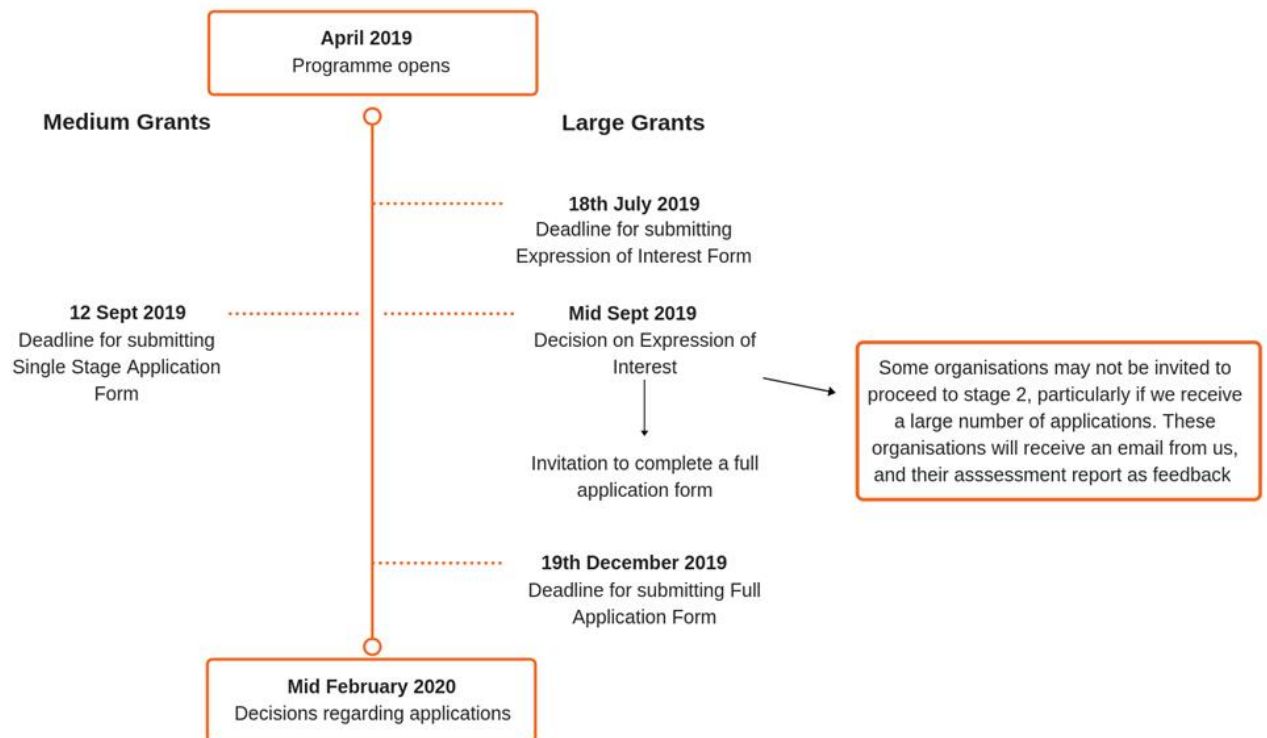 April 2019
Programme opens
Medium Grants
Large Grants
18th July 2019
Deadline for submitting
Expression of Interest Form
12 Sept 2019
Deadline for submitting
Single Stage Application
Form
Mid Sept 2019
Decision on Expression of
Interest
Some organisations may not be invited to
proceed to stage 2, particularly if we receive
a large number of applications. These
organisations will receive an email from us,
and their asssessment report as feedback
Invitation to complete a full
application form
19th December 2019
Deadline for submitting Full
Application Form
Mid February 2020
Decisions regarding applications